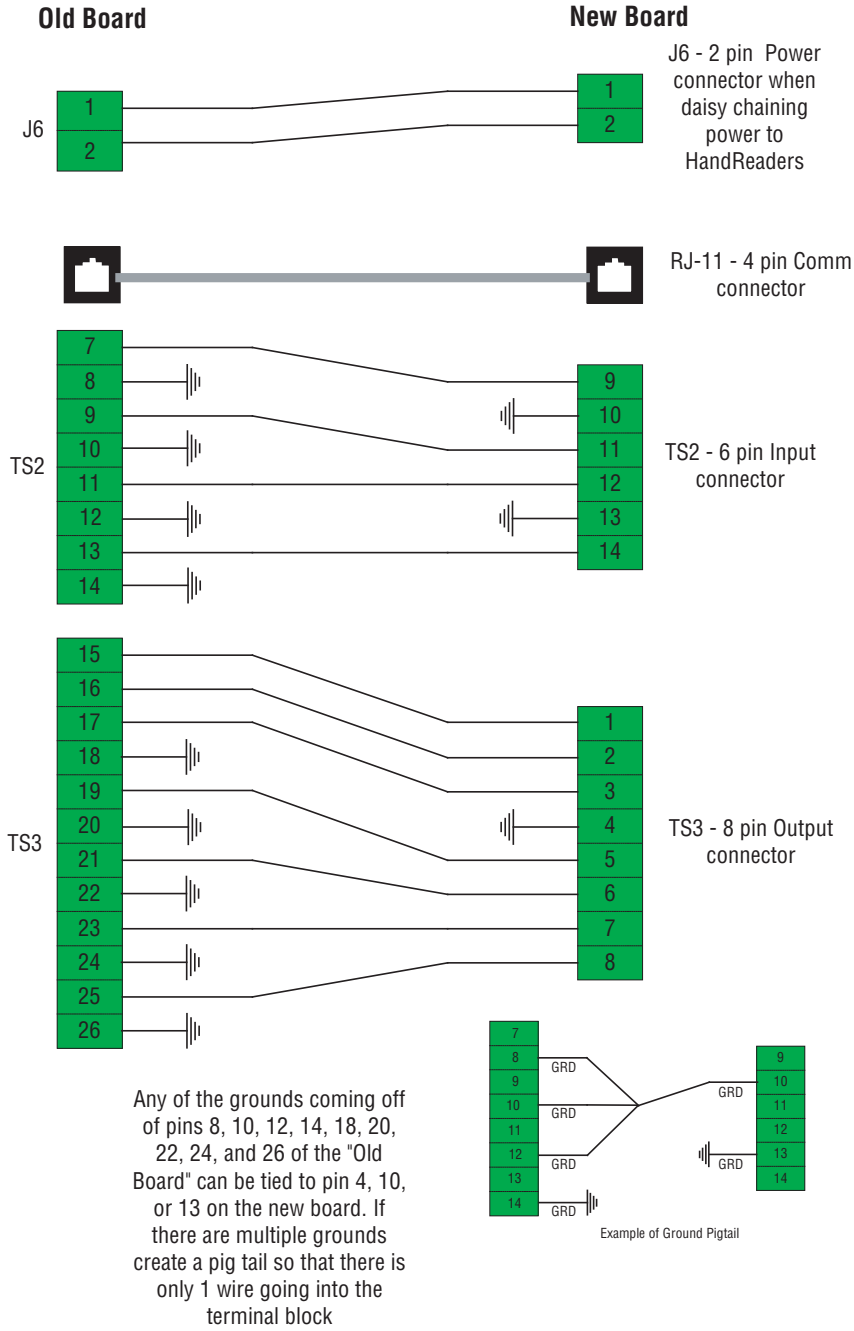 Old Board
New Board
J6
1
2
1
2
J6 - 2 pin  Power
connector when
daisy chaining
power to
HandReaders
RJ-11 - 4 pin Comm
connector
TS2
7
8
9
10
11
12
13
14
9
10
11
12
13
14
TS2 - 6 pin Input
connector
TS3
15
16
17
18
19
20
21
22
23
24
25
26
1
2
3
4
5
6
7
8
TS3 - 8 pin Output
connector
Any of the grounds coming off
of pins 8, 10, 12, 14, 18, 20,
22, 24, and 26 of the "Old
Board" can be tied to pin 4, 10,
or 13 on the new board. If
there are multiple grounds
create a pig tail so that there is
only 1 wire going into the
terminal block
7
8
9
10
11
12
13
14
GRD
GRD
GRD
GRD
GRD
GRD
9
10
11
12
13
14
Example of Ground Pigtail